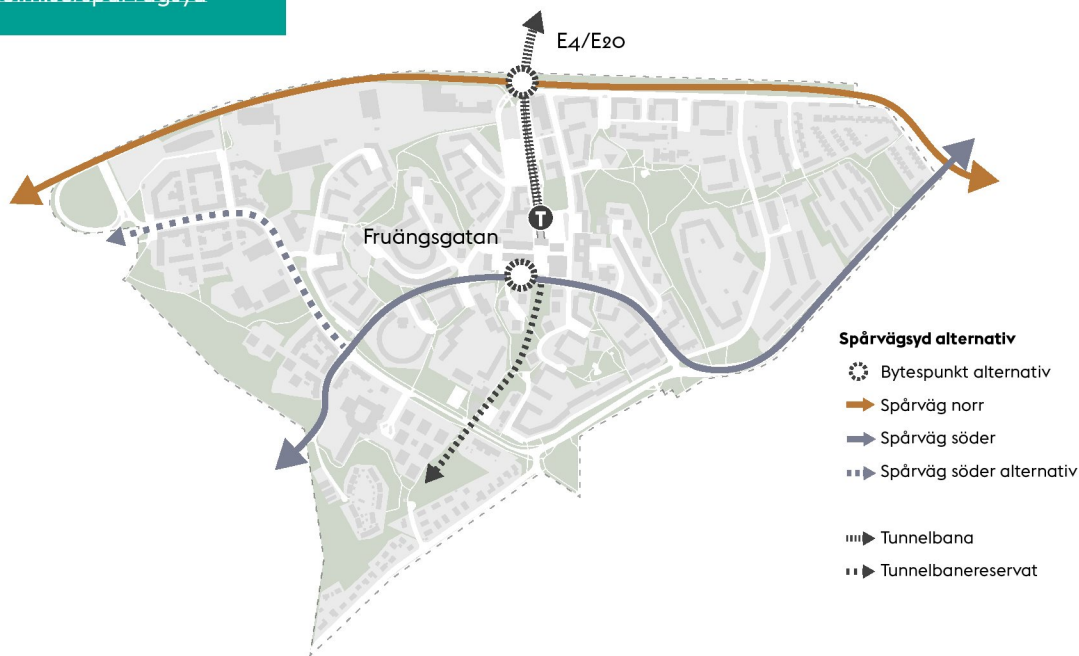 E4/E20
T
Fruängsgatan
Spårvägsyd alternativ
Bytespunkt alternativ
Spårväg norr
Spårväg söder
Spårväg söder alternativ
Tunnelbana
Tunnelbanereservat